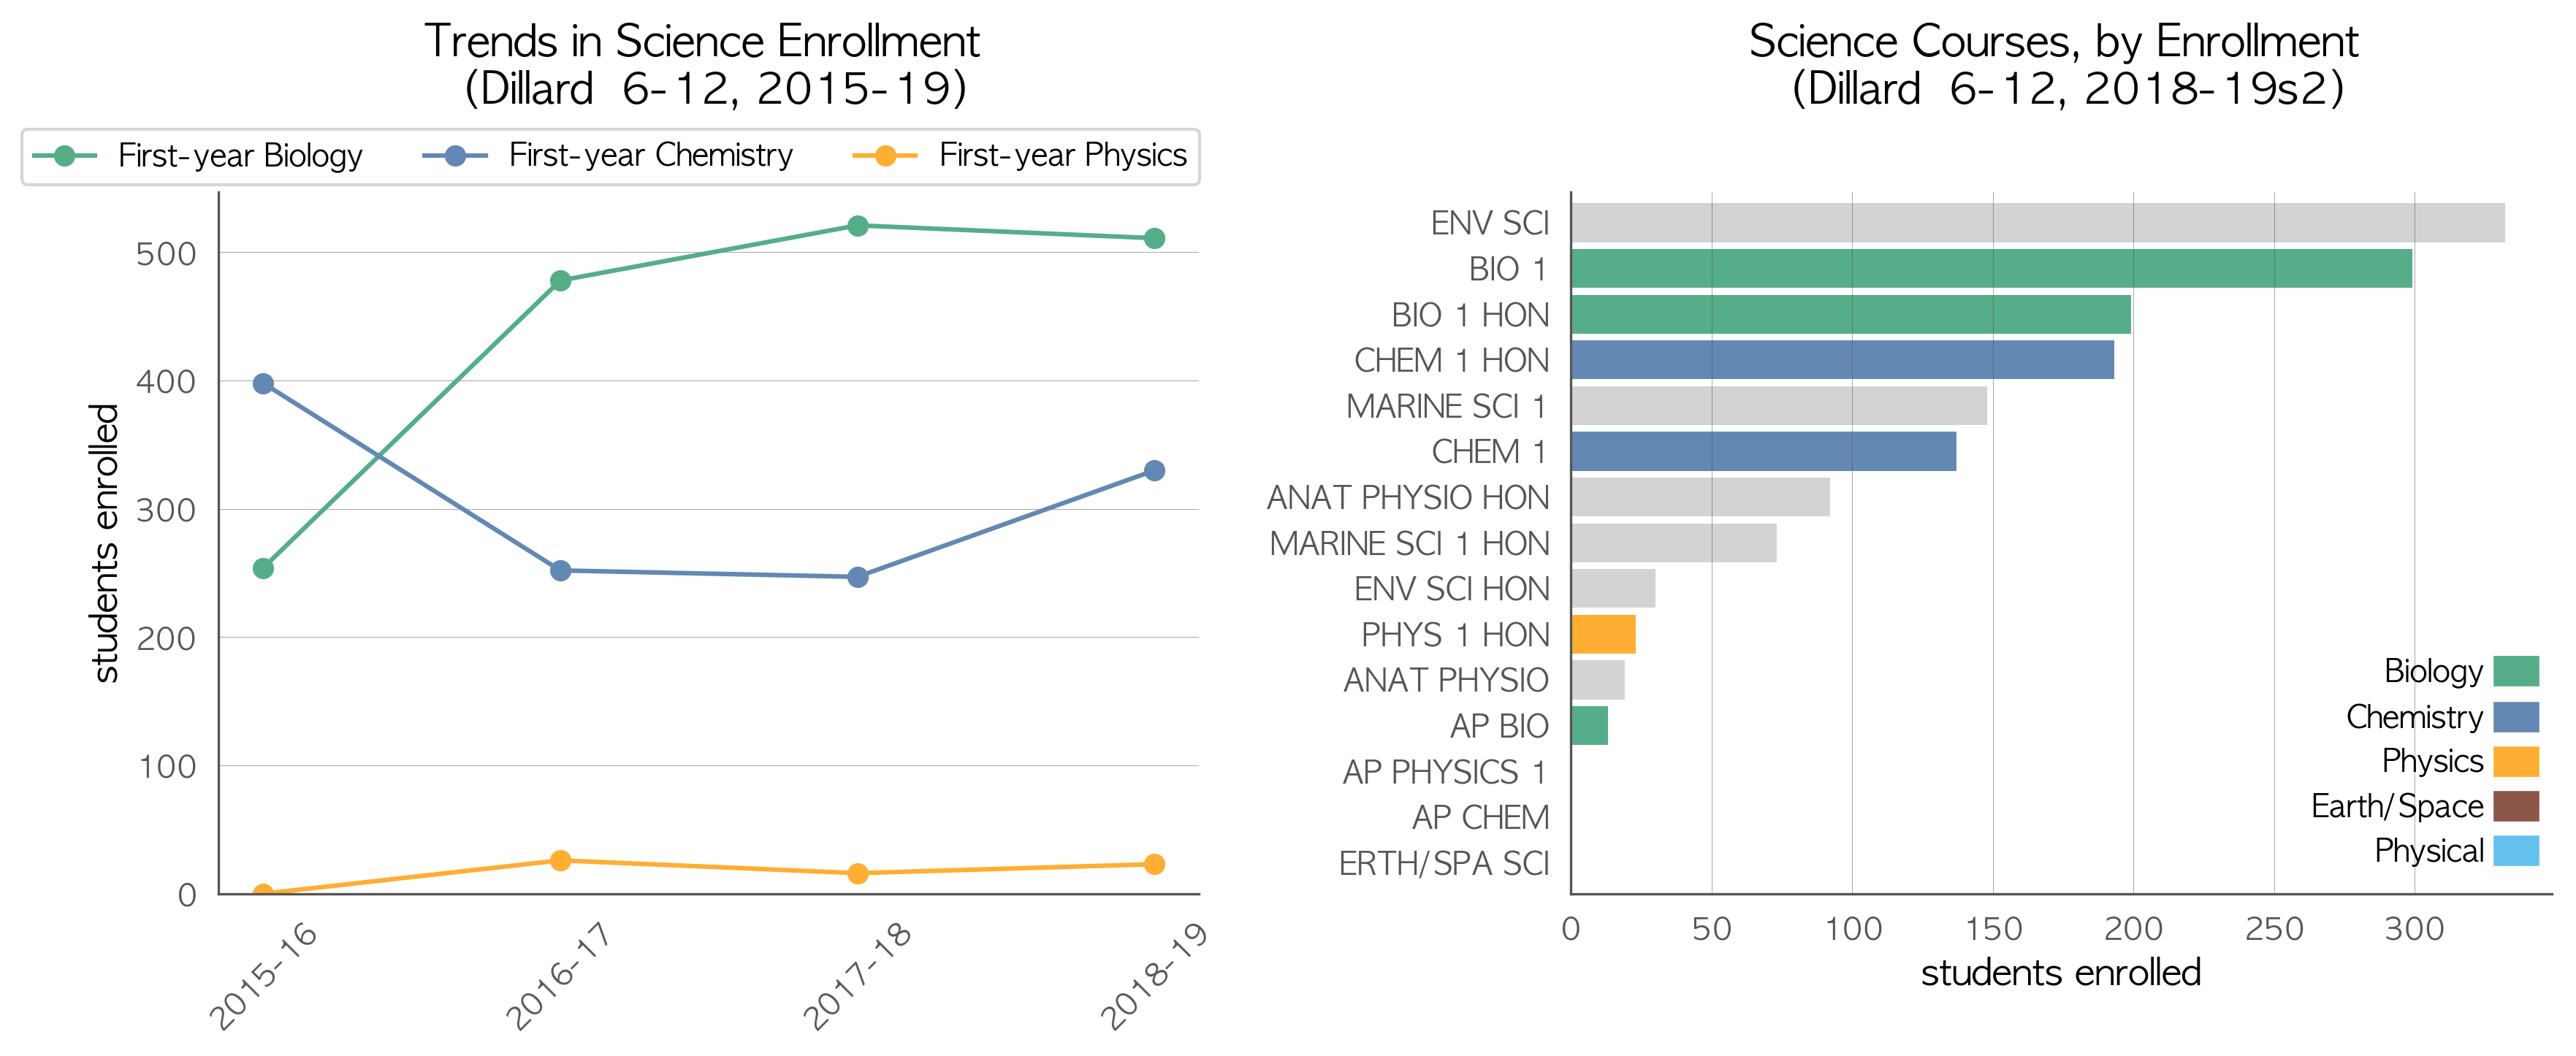 Trends in Science Enrollment
(Dillard 6-12, 2015-19)
First-year Biology
First-year Chemistry
First-year Physics
students enrolled
500
400
300
200
100
0
2015-16
2016-17
2017-18
2018-19
Science Courses, by Enrollment
(Dillard 6-12, 2018-19s2)
ENV SCI
BIO 1
BIO 1 HON
CHEM 1 HON
MARINE SCI 1
CHEM 1
ANAT PHYSIO HON
MARINE SCI 1 HON
ENV SCI HON
PHYS 1 HON
ANAT PHYSIO
AP BIO
AP PHYSICS 1
AP CHEM
ERTH/SPA SCI
Biology
Chemistry
Physics
Earth/Space
Physical
0 50 100 150 200 250 300
students enrolled